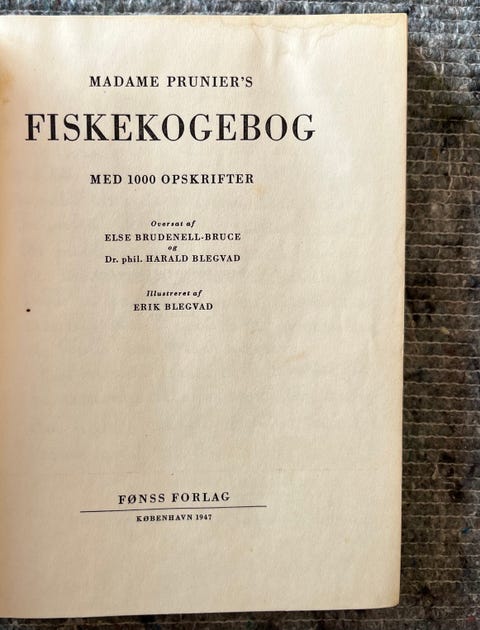 MADAME PRUNIER'S
FISKEKOGEBOG
MED 1000 OPSKRIFTER
Oversat af
ELSE BRUDENELL-BRUCE
og
Dr. phil. HARALD BLEGVAD
Illustreret af
ERIK BLEGVAD
FØNSS FORLAG
KØBENHAVN 1947